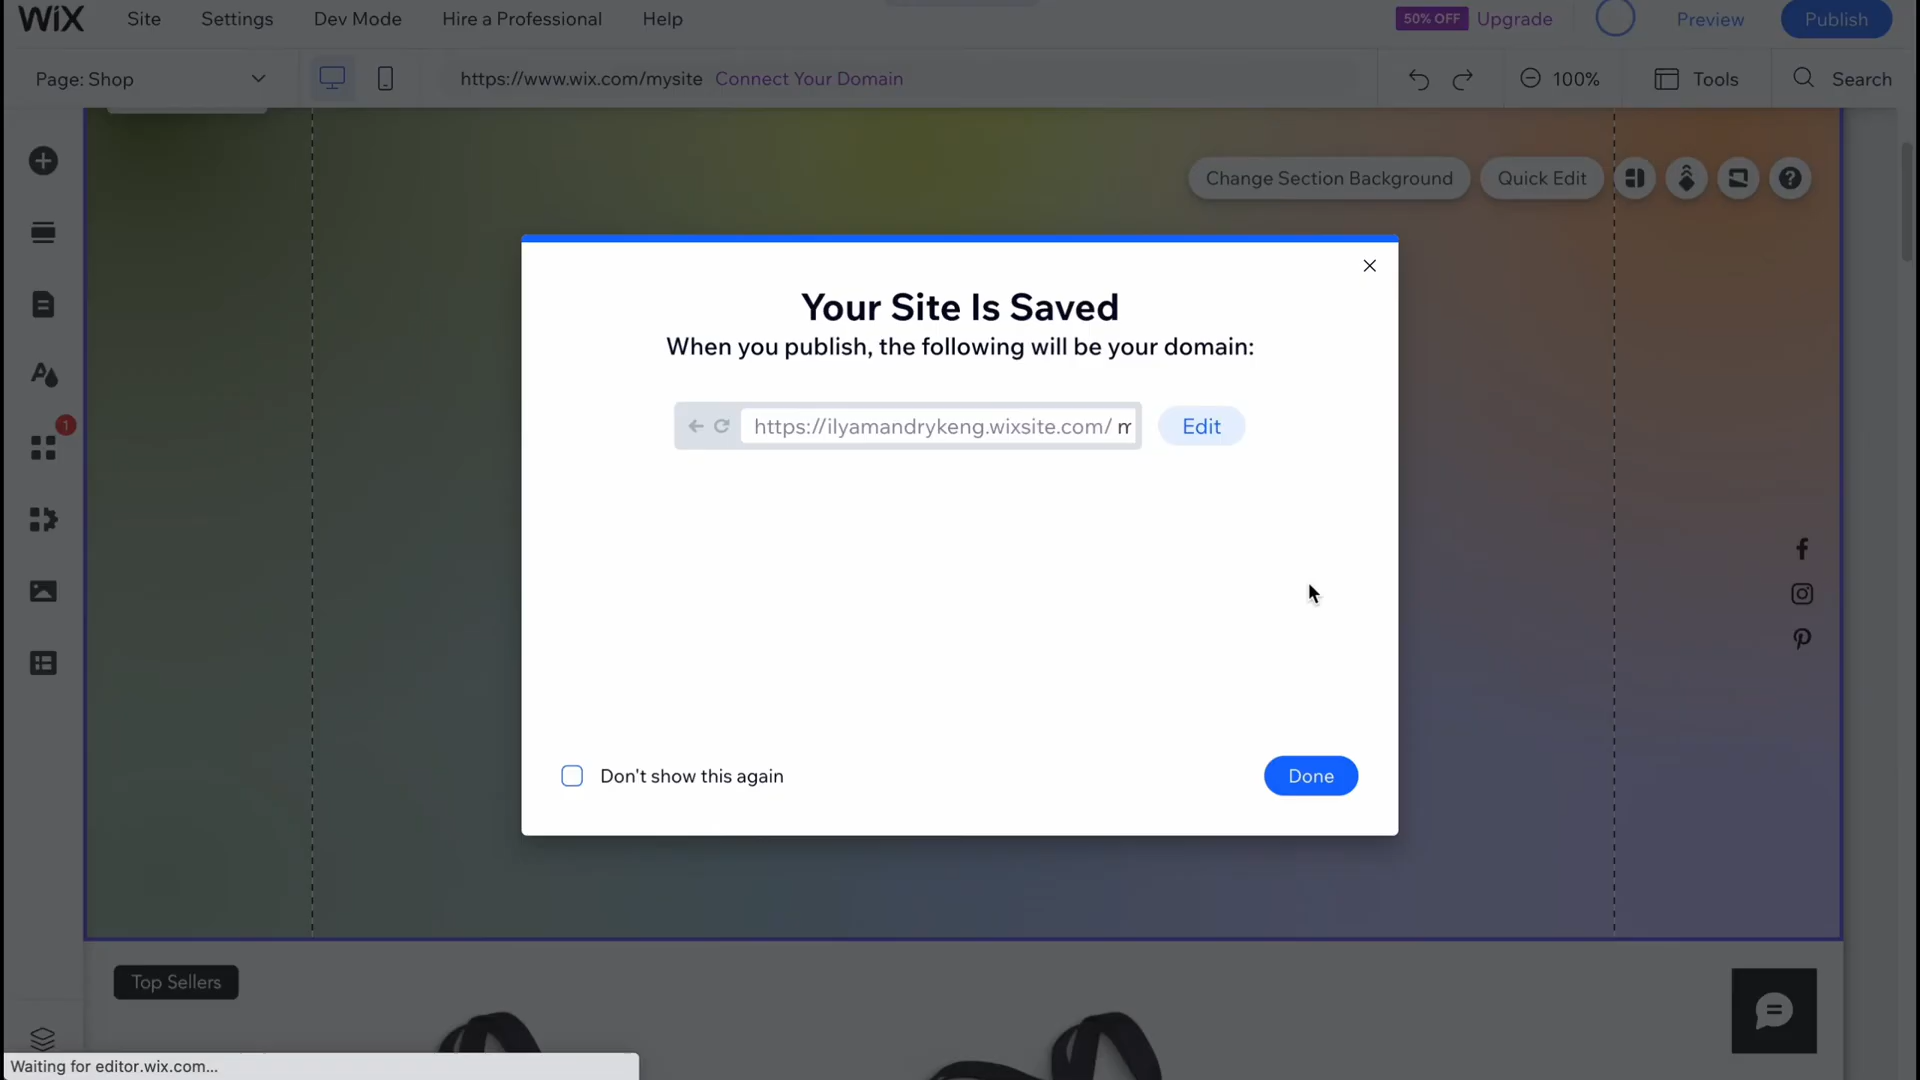 WiX Site Settings Dev Mode Hire a Professional Help 50% OFF Upgrade Preview Publish
Page: Shop https://www.wix.com/mysite Connect Your Domain 100% Tools Search
Change Section Background Quick Edit
Your Site Is Saved
When you publish, the following will be your domain:
1
https://ilyamandrykeng.wixsite.com/ m Edit
Don't show this again Done
Top Sellers
Waiting for editor.wix.com...